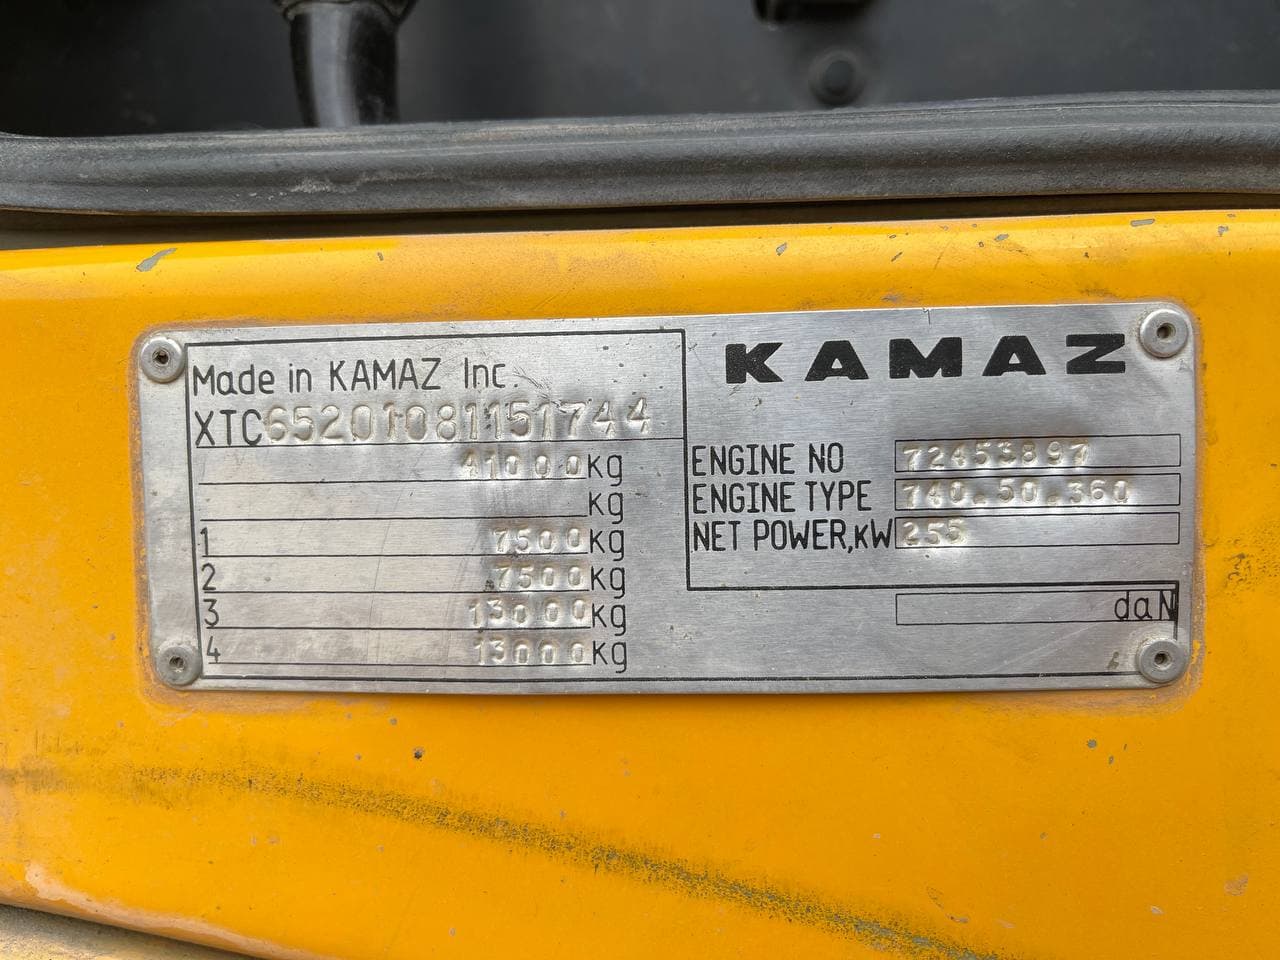 Made in KAMAZ Inc.
XTC65201081151744
41000kg
kg
1 7500kg
2 7500kg
3 13000kg
4 13000kg
KAMAZ
ENGINE NO 72453897
ENGINE TYPE 740.50.360
NET POWER,KW 255
daN